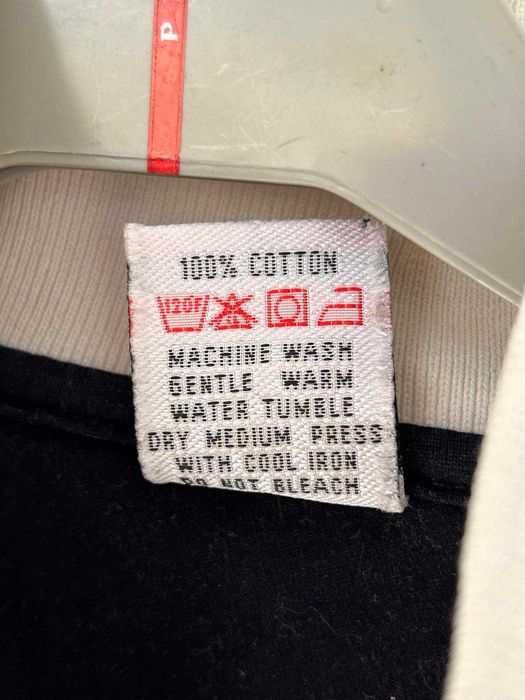 P
100% COTTON
120F
MACHINE WASH
GENTLE WARM
WATER TUMBLE
DRY MEDIUM PRESS
WITH COOL IRON
DO NOT BLEACH